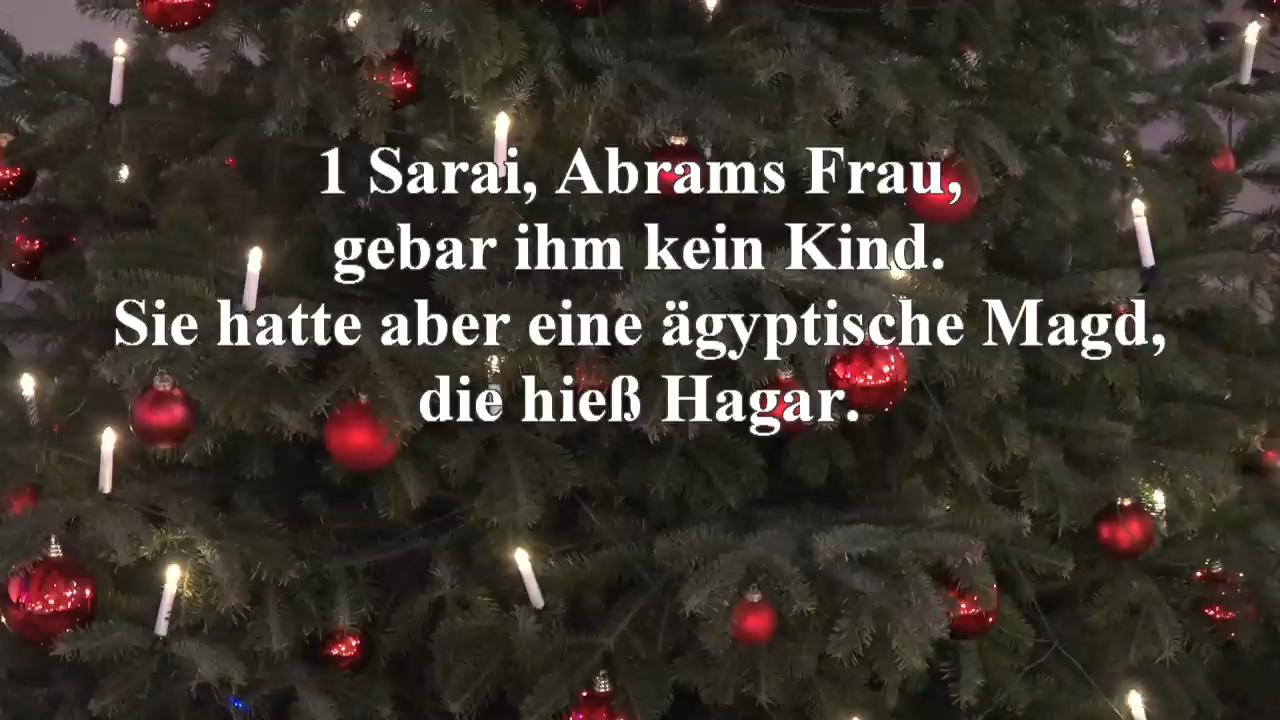 1 Sarai, Abrams Frau,
gebar ihm kein Kind.
Sie hatte aber eine ägyptische Magd,
die hieß Hagar.